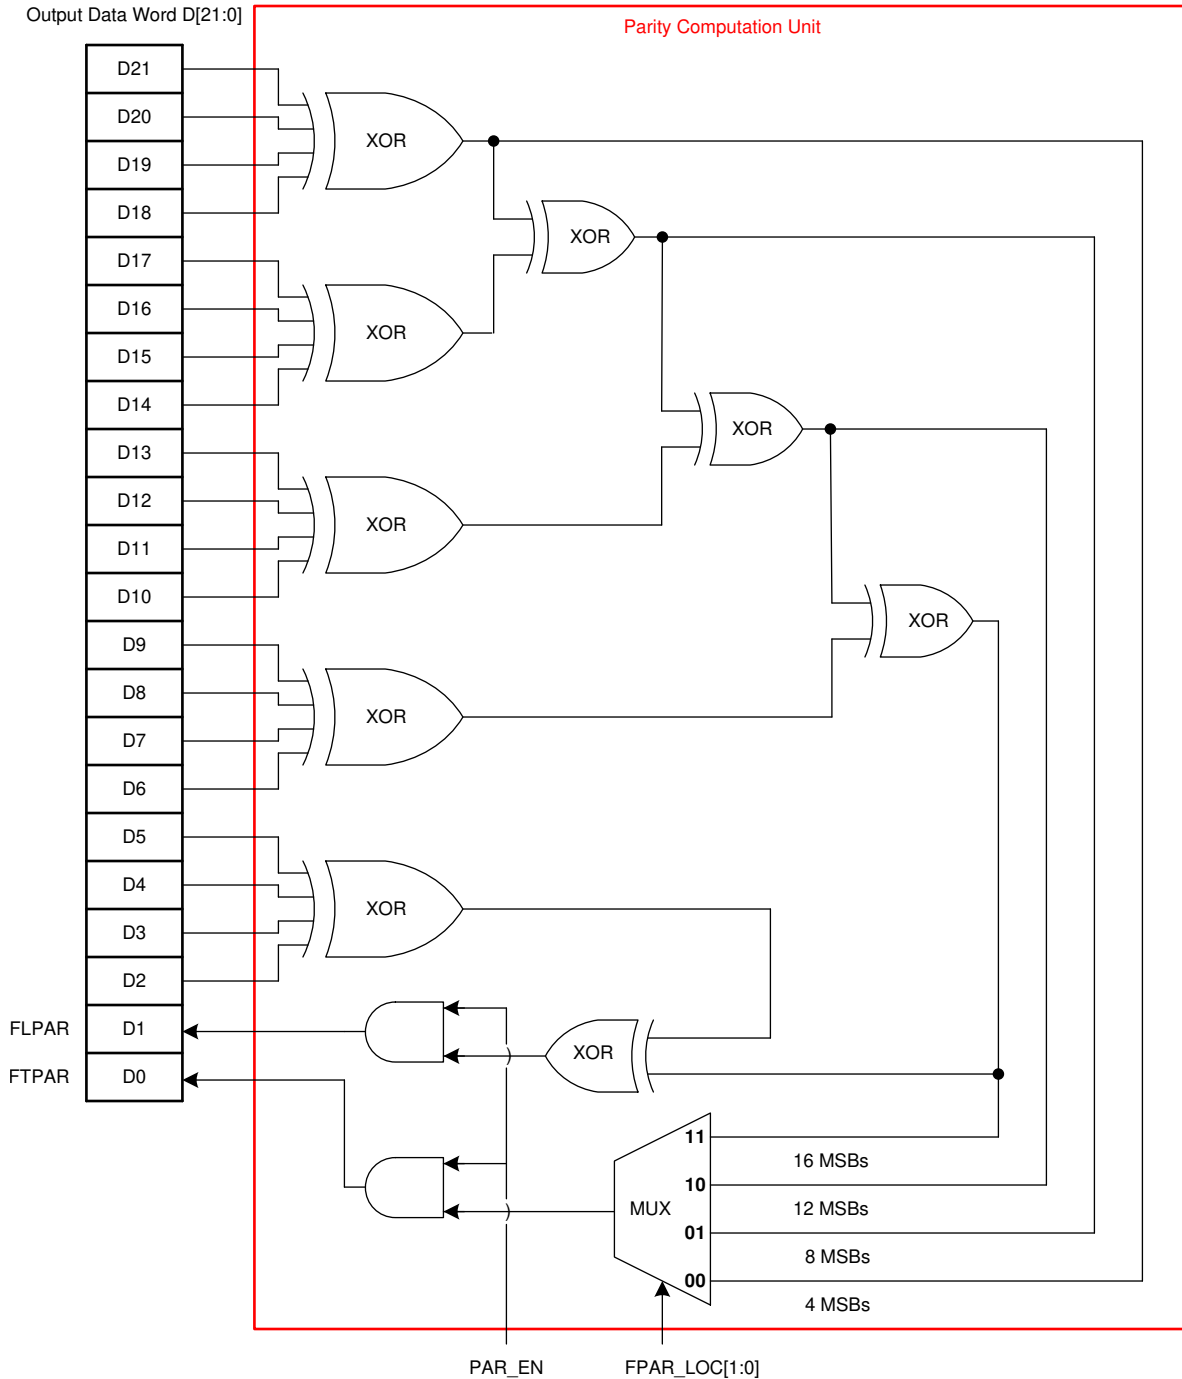 Output Data Word D[21:0]
Parity Computation Unit
D21
D20
XOR
D19
D18
XOR
D17
D16
XOR
D15
D14
XOR
D13
D12
XOR
D11
D10
XOR
D9
D8
XOR
D7
D6
D5
D4
XOR
D3
D2
FLPAR D1
XOR
FTPAR D0
11
16 MSBs
10
MUX
12 MSBs
01
8 MSBs
00
4 MSBs
PAR_EN
FPAR_LOC[1:0]